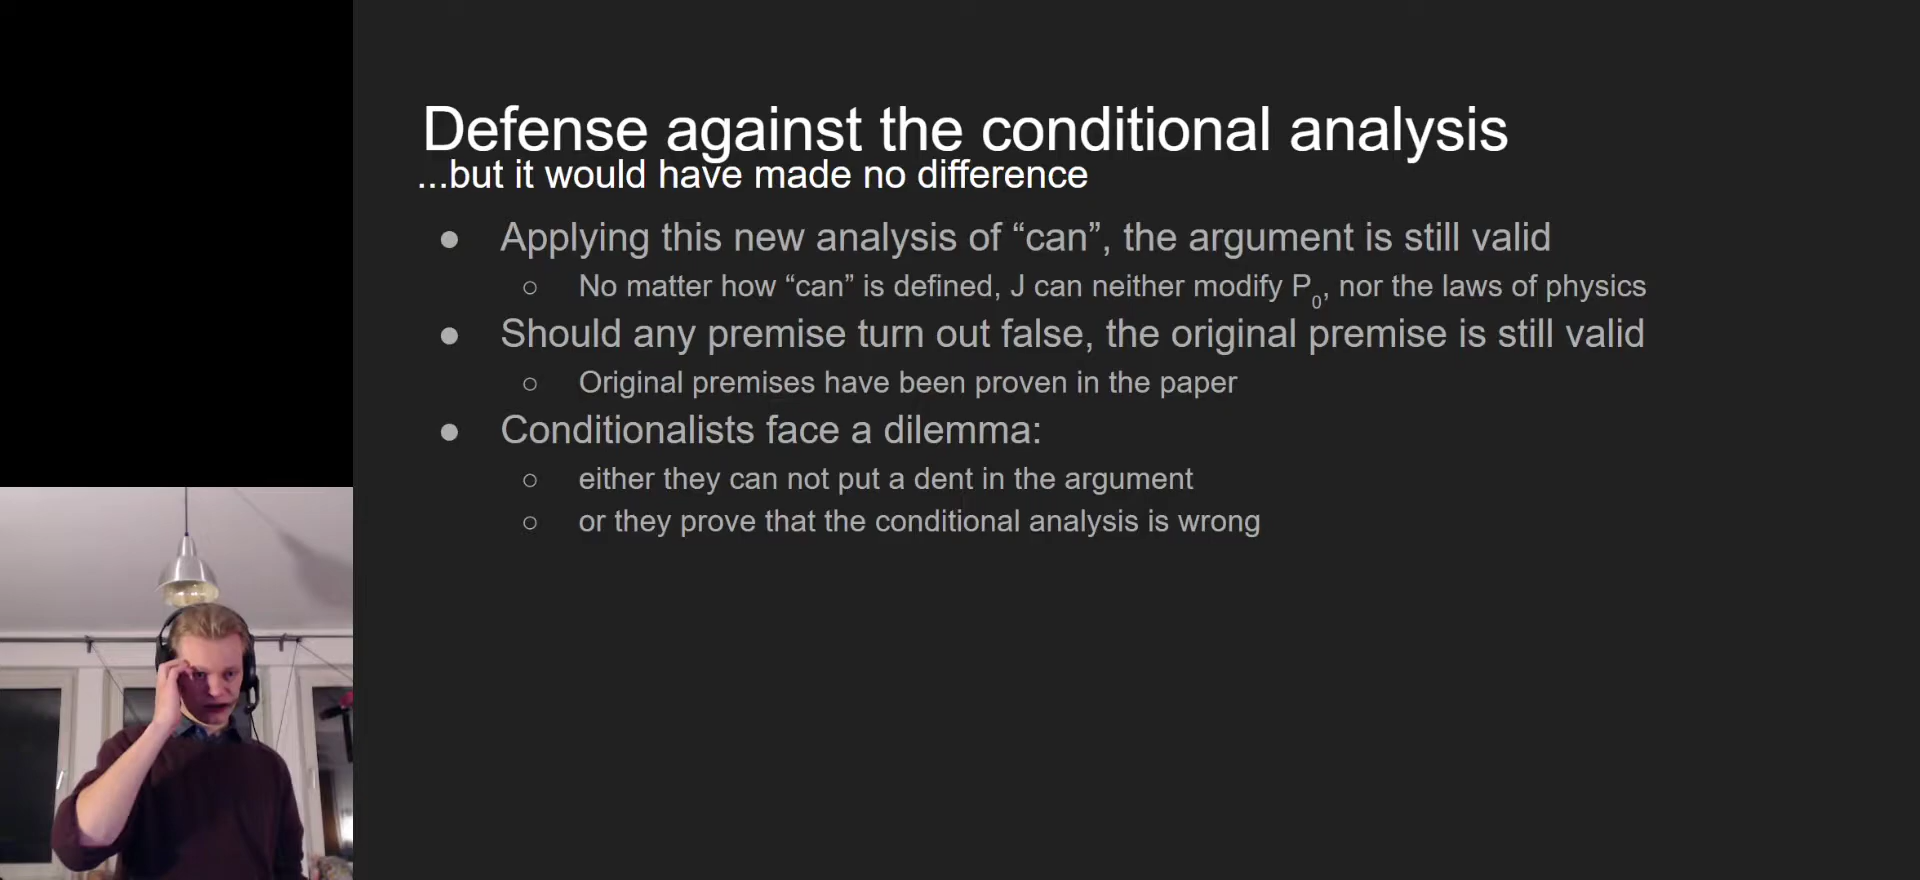 Defense against the conditional analysis
...but it would have made no difference
● Applying this new analysis of “can”, the argument is still valid
○ No matter how “can” is defined, J can neither modify P₀, nor the laws of physics
● Should any premise turn out false, the original premise is still valid
○ Original premises have been proven in the paper
● Conditionalists face a dilemma:
○ either they can not put a dent in the argument
○ or they prove that the conditional analysis is wrong